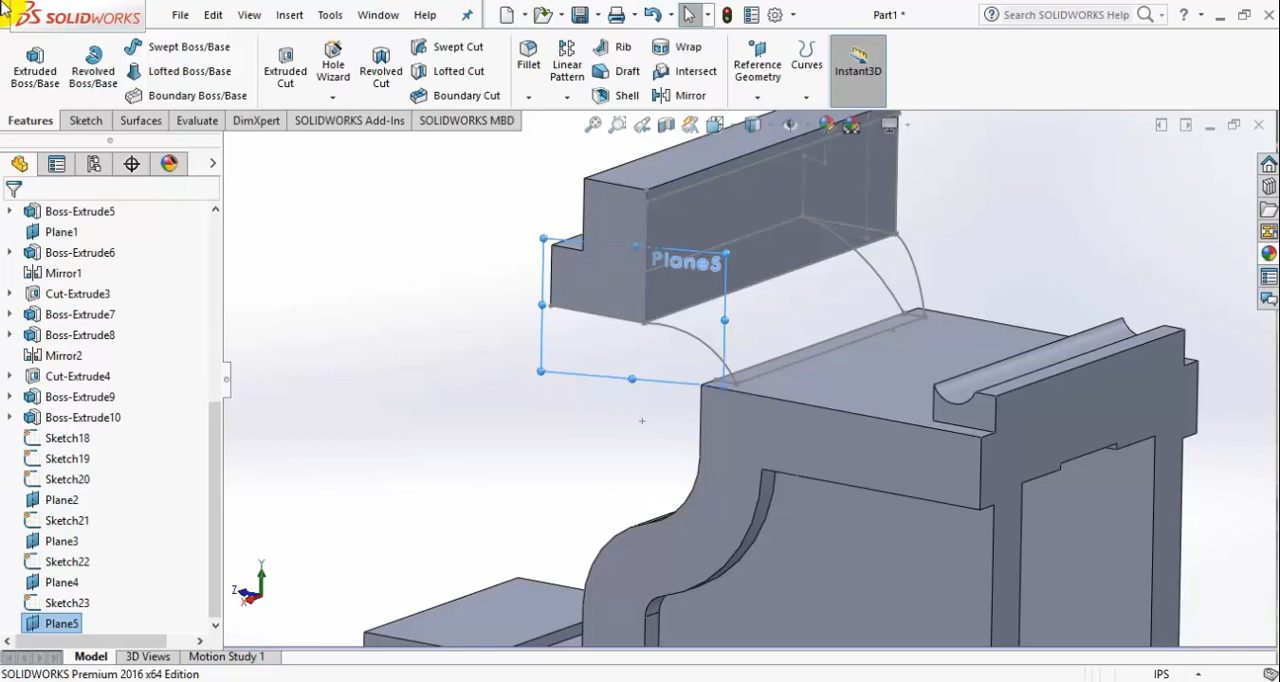 SOLIDWORKS File Edit View Insert Tools Window Help Part1 * Search SOLIDWORKS Help
Extruded Boss/Base
Revolved Boss/Base
Swept Boss/Base
Lofted Boss/Base
Boundary Boss/Base
Extruded Cut
Hole Wizard
Revolved Cut
Swept Cut
Lofted Cut
Boundary Cut
Fillet
Linear Pattern
Rib
Draft
Shell
Wrap
Intersect
Mirror
Reference Geometry
Curves
Instant3D
Features Sketch Surfaces Evaluate DimXpert SOLIDWORKS Add-Ins SOLIDWORKS MBD
Boss-Extrude5
Plane1
Boss-Extrude6
Mirror1
Cut-Extrude3
Boss-Extrude7
Boss-Extrude8
Mirror2
Cut-Extrude4
Boss-Extrude9
Boss-Extrude10
Sketch18
Sketch19
Sketch20
Plane2
Sketch21
Plane3
Sketch22
Plane4
Sketch23
Plane5
Plane5
Y
Z
X
Model 3D Views Motion Study 1
SOLIDWORKS Premium 2016 x64 Edition IPS